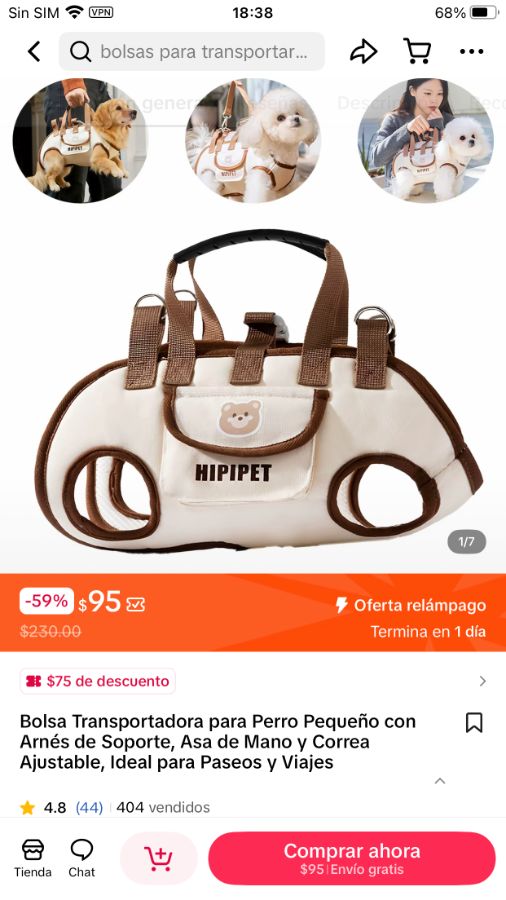 Sin SIM VPN 18:38 68%
bolsas para transportar...
HIPIPET
HIPIPET
HIPIPET
1/7
-59% $95 Oferta relámpago
$230.00 Termina en 1 día
$75 de descuento
Bolsa Transportadora para Perro Pequeño con
Arnés de Soporte, Asa de Mano y Correa
Ajustable, Ideal para Paseos y Viajes
4.8 (44) 404 vendidos
Comprar ahora
Tienda Chat $95 Envío gratis